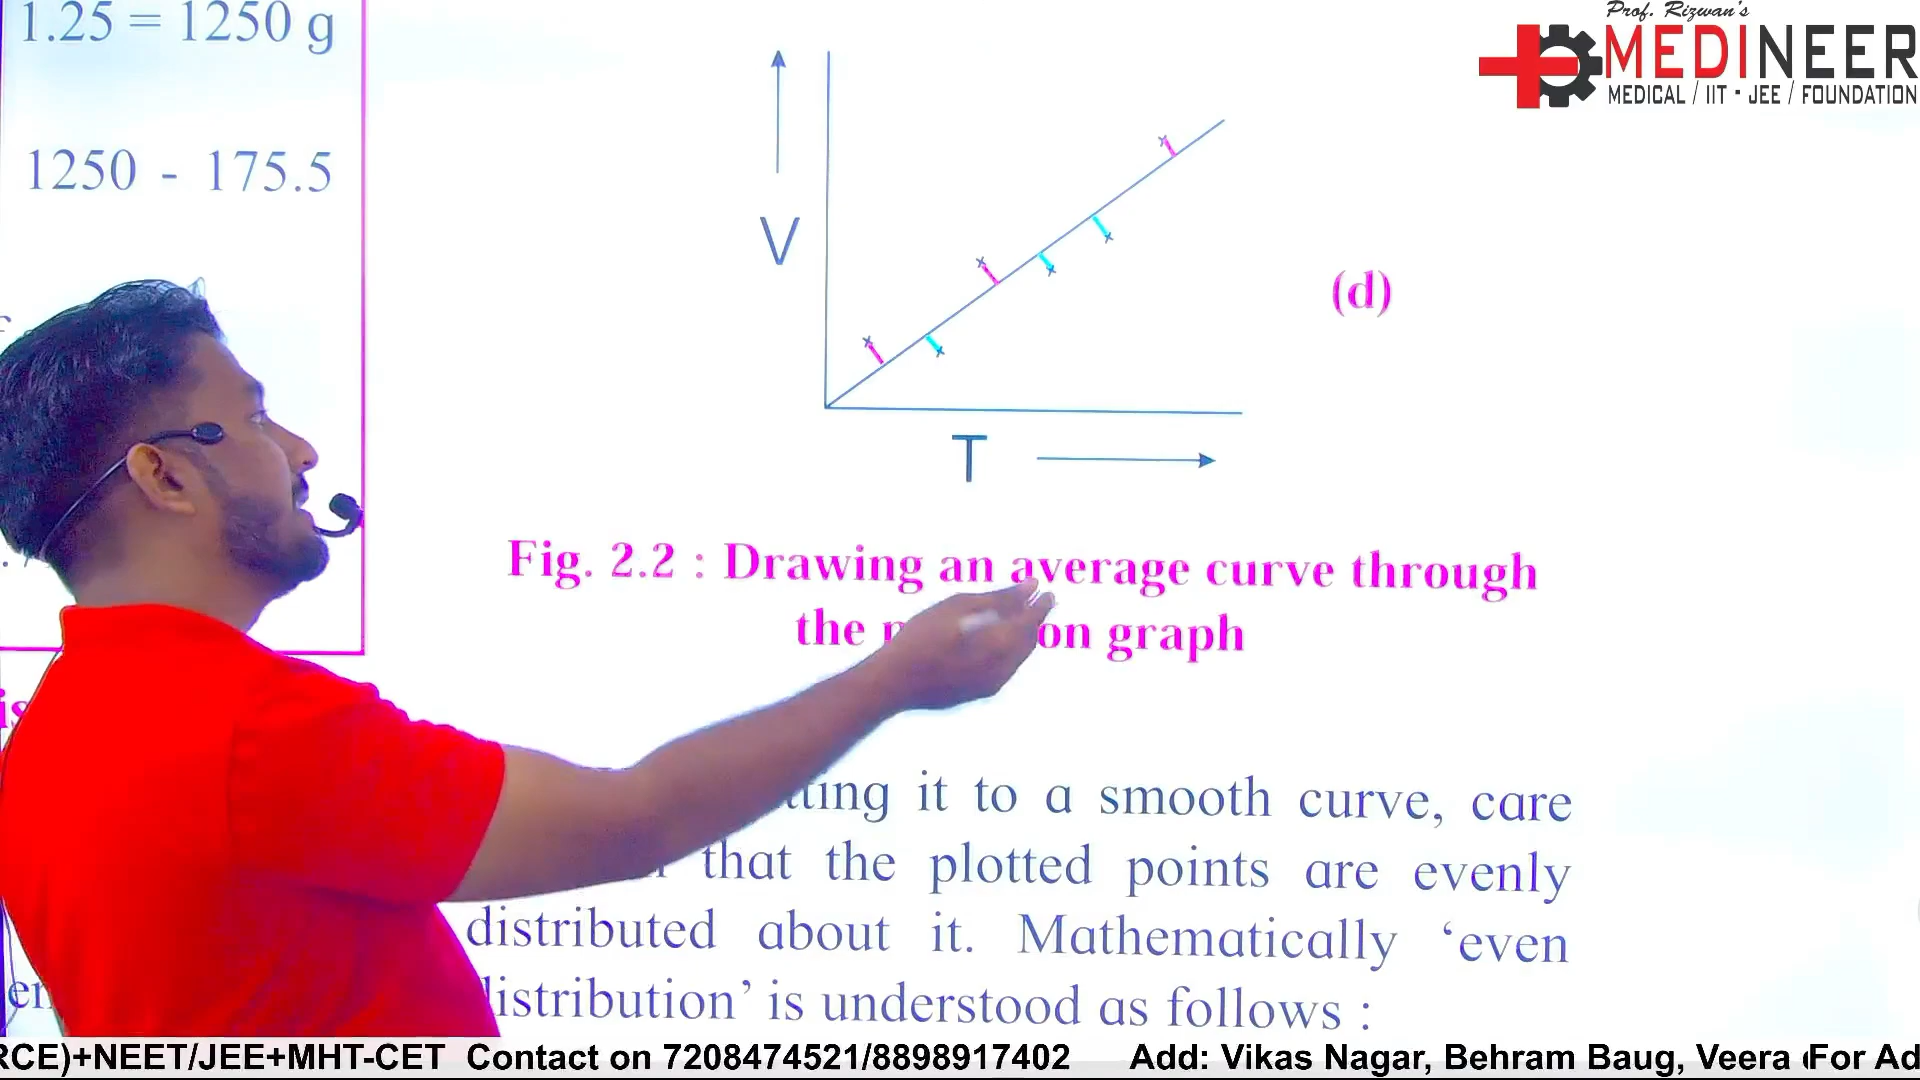 1.25 = 1250 g
1250 - 175.5
Prof. Rizwan's
MEDINEER
MEDICAL / IIT - JEE / FOUNDATION
V
T
(d)
Fig. 2.2 : Drawing an average curve through
the on graph
it to a smooth curve, care
that the plotted points are evenly
distributed about it. Mathematically ‘even
distribution’ is understood as follows :
RCE)+NEET/JEE+MHT-CET Contact on 7208474521/8898917402 Add: Vikas Nagar, Behram Baug, Veera For Ad